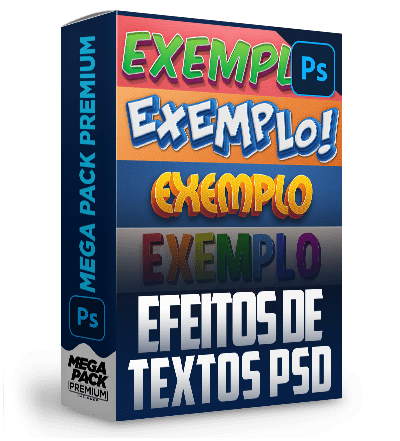 EXEMPLO
Ps
EXEMPLO!
EXEMPLO
EXEMPLO
EFEITOS DE
TEXTOS PSD
MEGA PACK PREMIUM
Ps
MEGA
PACK
PREMIUM